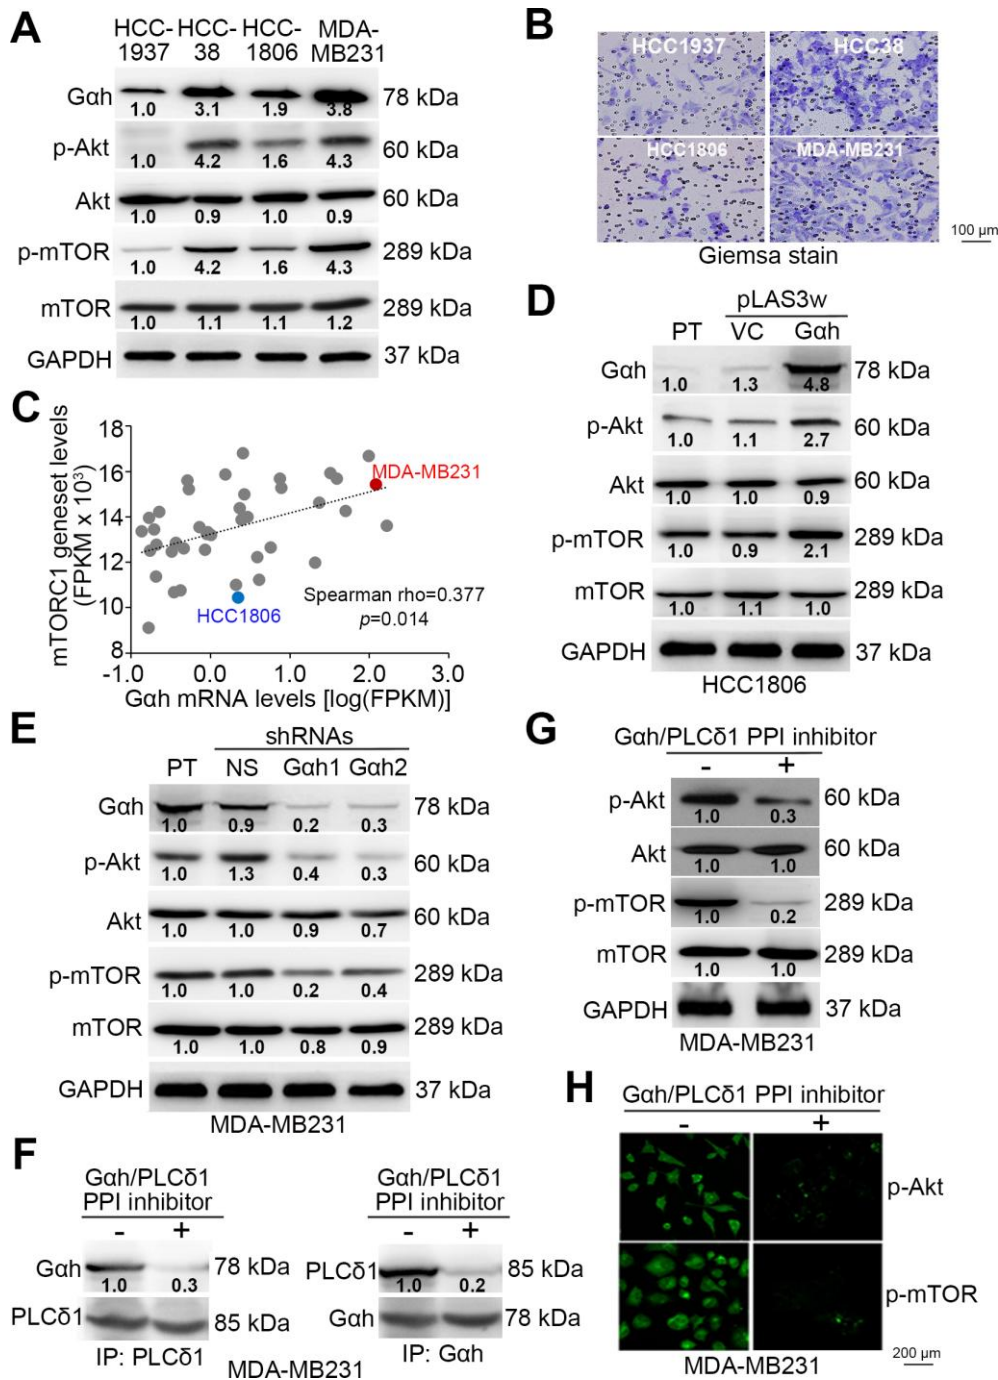 A
HCC-1937 HCC-38 HCC-1806 MDA-MB231
Gαh 78 kDa
1.0 3.1 1.9 3.8
p-Akt 60 kDa
1.0 4.2 1.6 4.3
Akt 60 kDa
1.0 0.9 1.0 0.9
p-mTOR 289 kDa
1.0 4.2 1.6 4.3
mTOR 289 kDa
1.0 1.1 1.1 1.2
GAPDH 37 kDa
B
HCC1937 HCC38
HCC1806 MDA-MB231
100 µm
Giemsa stain
C
mTORC1 geneset levels
(FPKM x 10³)
18
16
14
12
10
8
MDA-MB231
HCC1806
Spearman rho=0.377
p=0.014
-1.0 0.0 1.0 2.0 3.0
Gαh mRNA levels [log(FPKM)]
D
pLAS3w
PT VC Gαh
Gαh 78 kDa
1.0 1.3 4.8
p-Akt 60 kDa
1.0 1.1 2.7
Akt 60 kDa
1.0 1.0 0.9
p-mTOR 289 kDa
1.0 0.9 2.1
mTOR 289 kDa
1.0 1.1 1.0
GAPDH 37 kDa
HCC1806
E
shRNAs
PT NS Gαh1 Gαh2
Gαh 78 kDa
1.0 0.9 0.2 0.3
p-Akt 60 kDa
1.0 1.3 0.4 0.3
Akt 60 kDa
1.0 1.0 0.9 0.7
p-mTOR 289 kDa
1.0 1.0 0.2 0.4
mTOR 289 kDa
1.0 1.0 0.8 0.9
GAPDH 37 kDa
MDA-MB231
F
Gαh/PLCδ1
PPI inhibitor
- +
Gαh 78 kDa
1.0 0.3
PLCδ1 85 kDa
IP: PLCδ1
Gαh/PLCδ1
PPI inhibitor
- +
PLCδ1 85 kDa
1.0 0.2
Gαh 78 kDa
IP: Gαh
MDA-MB231
G
Gαh/PLCδ1 PPI inhibitor
- +
p-Akt 60 kDa
1.0 0.3
Akt 60 kDa
1.0 1.0
p-mTOR 289 kDa
1.0 0.2
mTOR 289 kDa
1.0 1.0
GAPDH 37 kDa
MDA-MB231
H
Gαh/PLCδ1 PPI inhibitor
- +
p-Akt
p-mTOR
MDA-MB231
200 µm